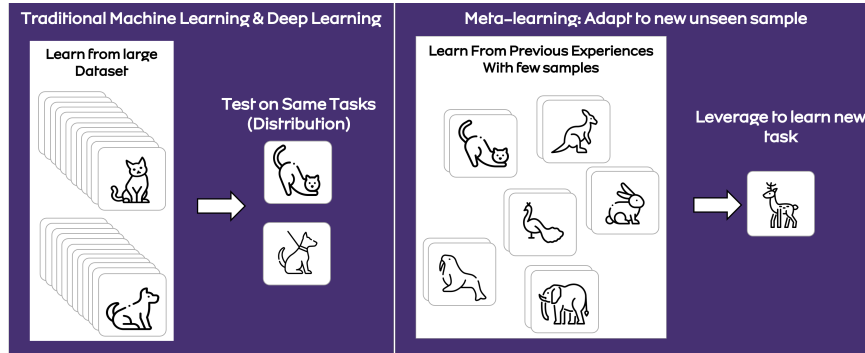 Traditional Machine Learning & Deep Learning
Learn from large
Dataset
Test on Same Tasks
(Distribution)
Meta-learning: Adapt to new unseen sample
Learn From Previous Experiences
With few samples
Leverage to learn new
task